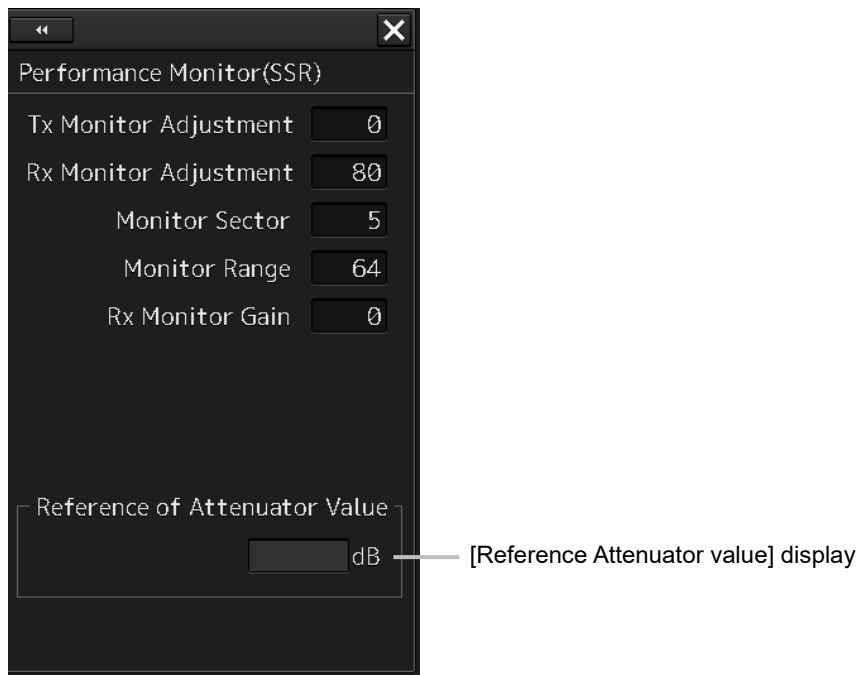 Performance Monitor(SSR)
Tx Monitor Adjustment 0
Rx Monitor Adjustment 80
Monitor Sector 5
Monitor Range 64
Rx Monitor Gain 0
Reference of Attenuator Value
dB
[Reference Attenuator value] display